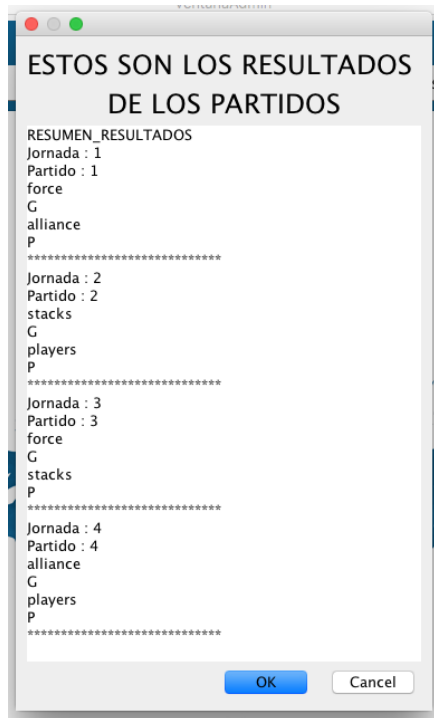 VentanaAdmin
ESTOS SON LOS RESULTADOS
DE LOS PARTIDOS
RESUMEN_RESULTADOS
Jornada : 1
Partido : 1
force
G
alliance
P
*****************************
Jornada : 2
Partido : 2
stacks
G
players
P
*****************************
Jornada : 3
Partido : 3
force
G
stacks
P
*****************************
Jornada : 4
Partido : 4
alliance
G
players
P
*****************************
OK
Cancel